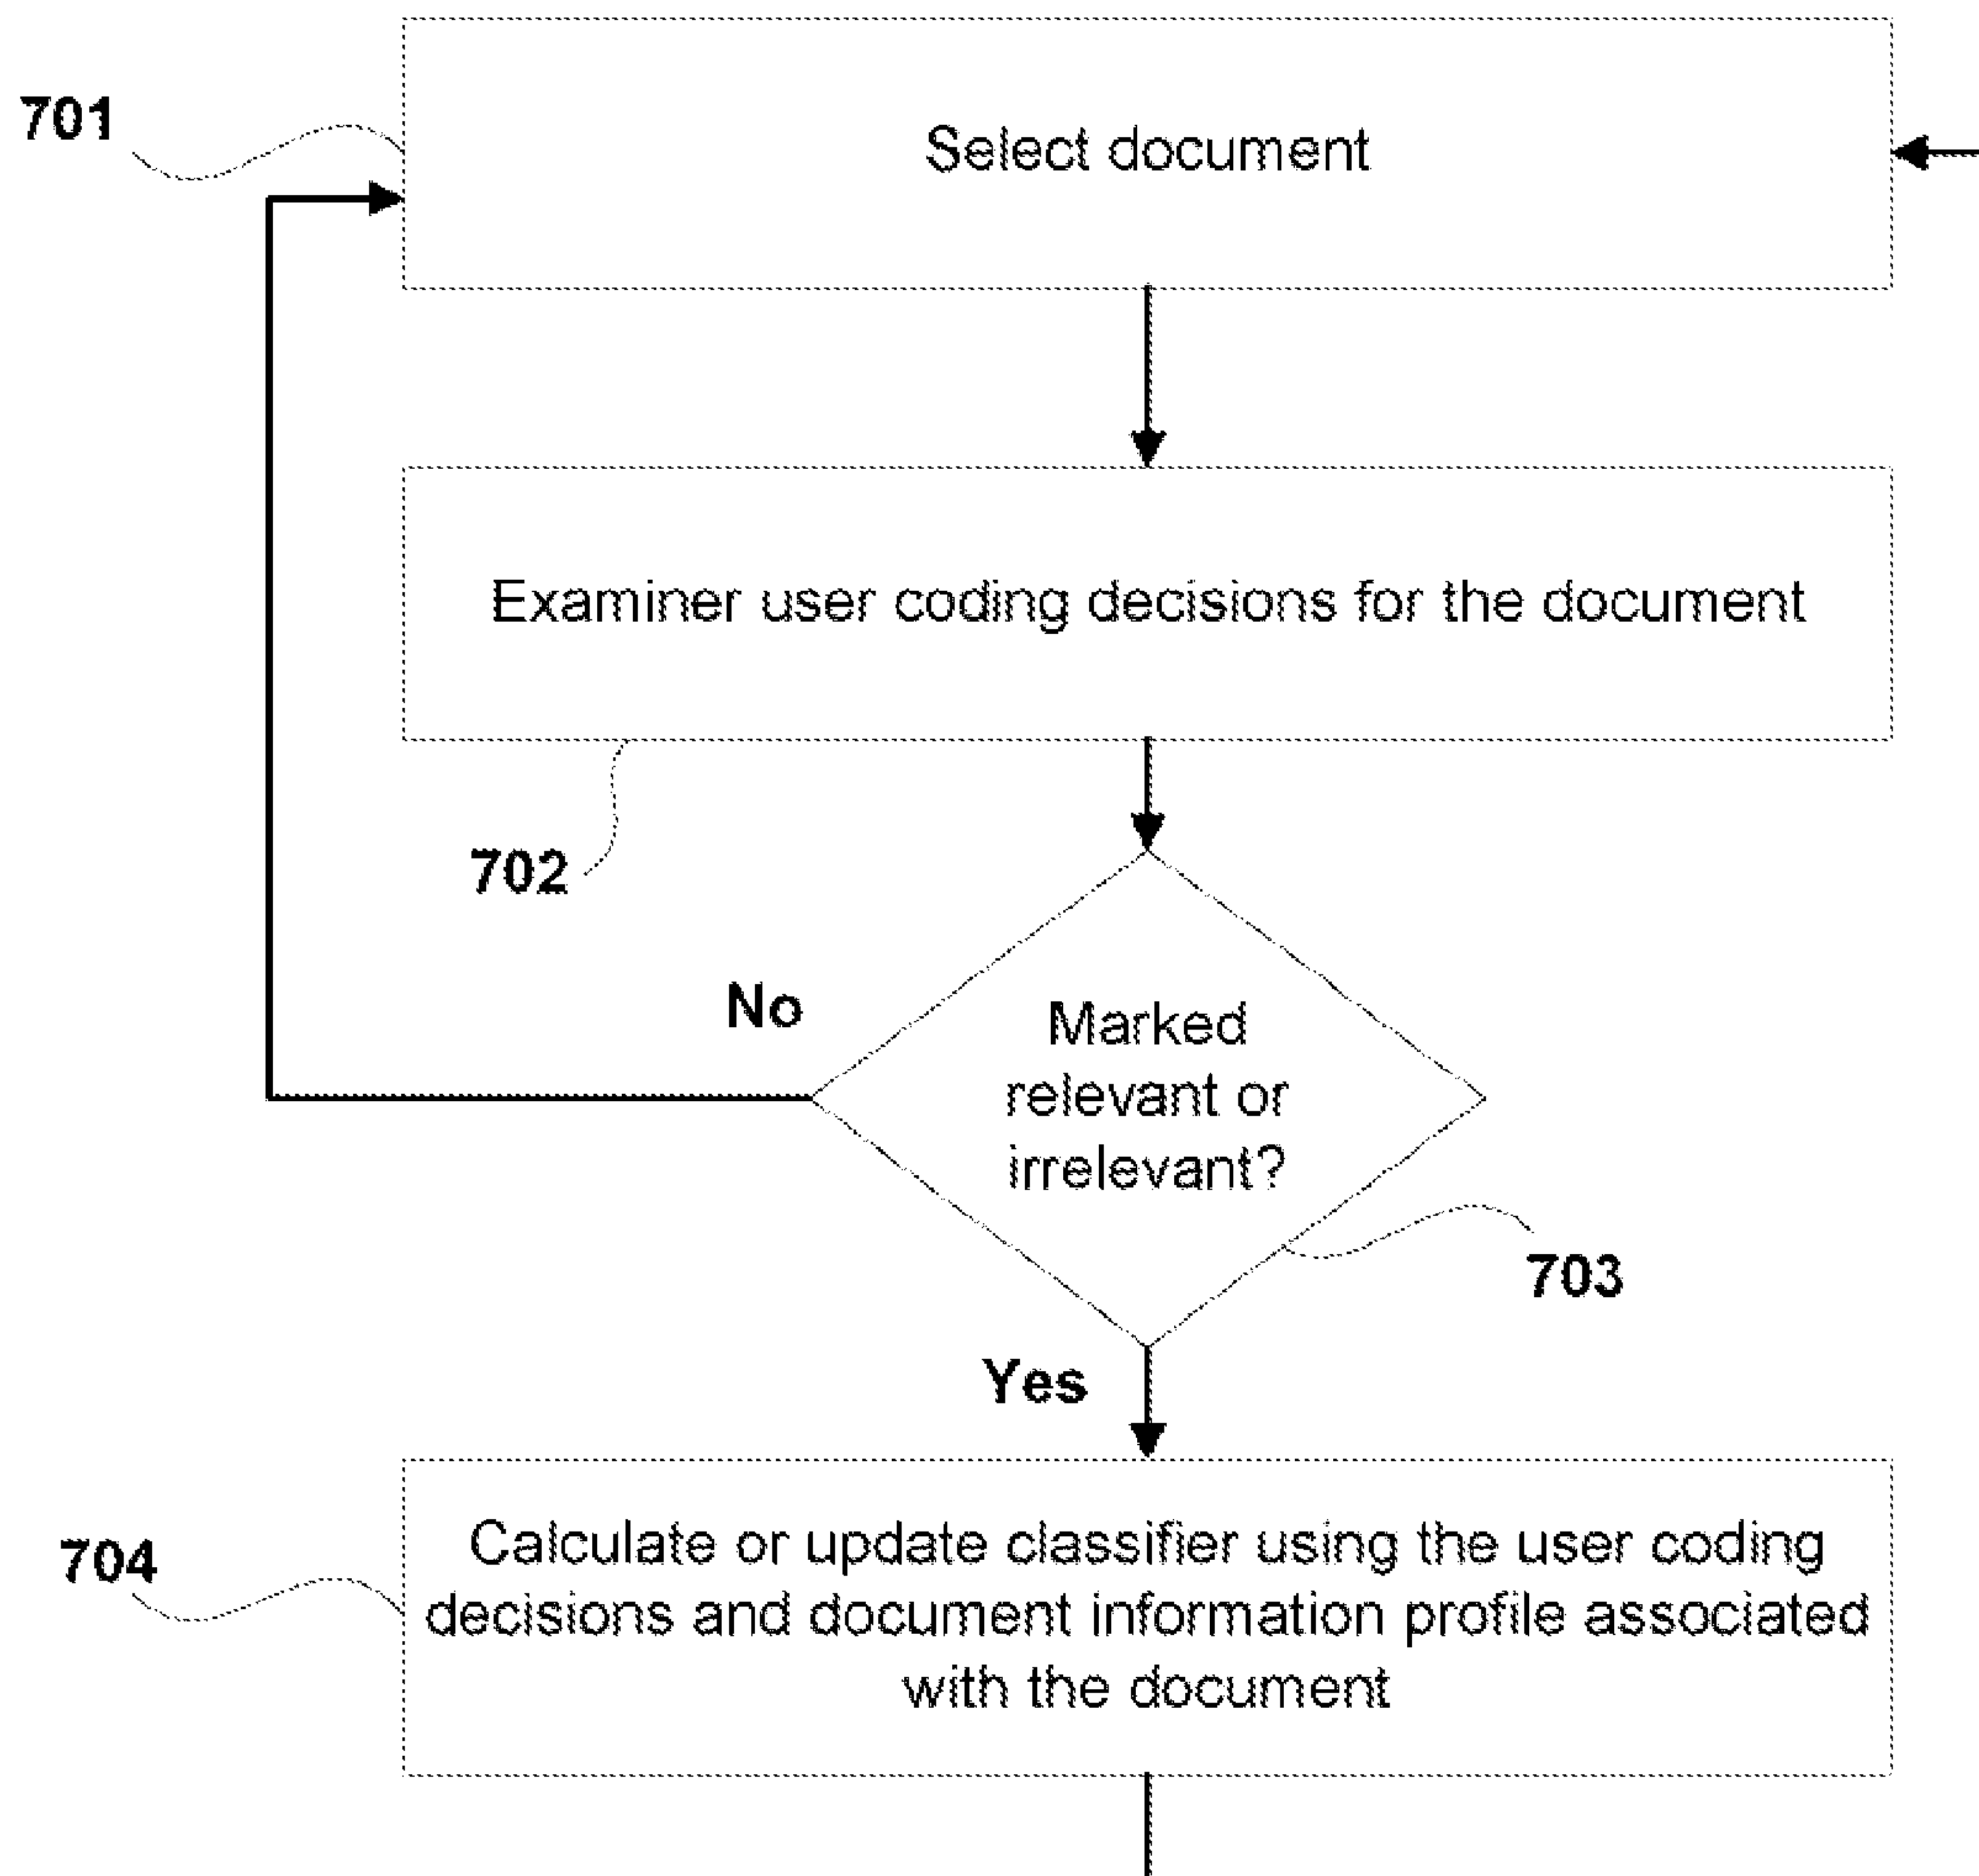 701
Select document
Examiner user coding decisions for the document
702
No
Marked
relevant or
irrelevant?
703
Yes
704
Calculate or update classifier using the user coding
decisions and document information profile associated
with the document